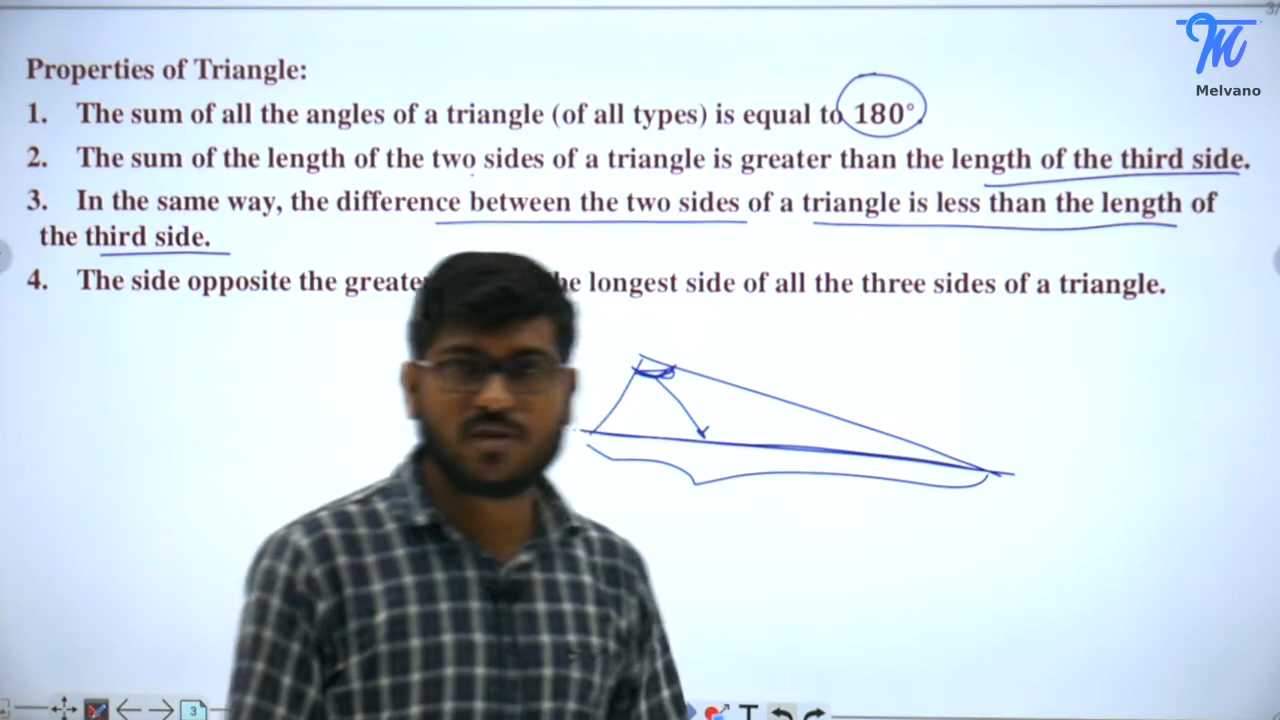 Melvano
Properties of Triangle:
1. The sum of all the angles of a triangle (of all types) is equal to 180°.
2. The sum of the length of the two sides of a triangle is greater than the length of the third side.
3. In the same way, the difference between the two sides of a triangle is less than the length of
the third side.
4. The side opposite the greate he longest side of all the three sides of a triangle.
3
T